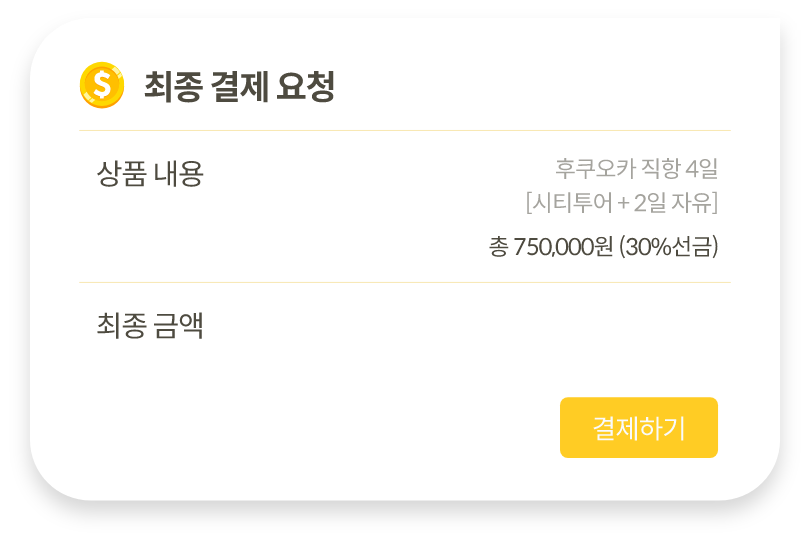 최종 결제 요청
상품 내용
후쿠오카 직항 4일
[시티투어 + 2일 자유]
총 750,000원 (30%선금)
최종 금액
결제하기